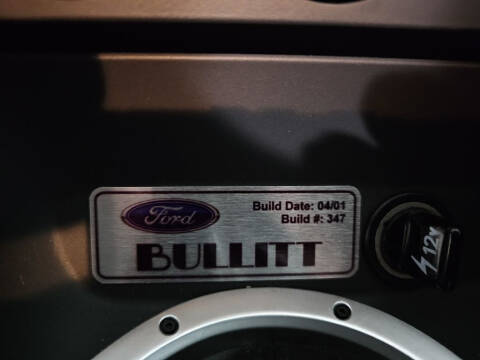 Ford
Build Date: 04/01
Build #: 347
BULLITT
12V